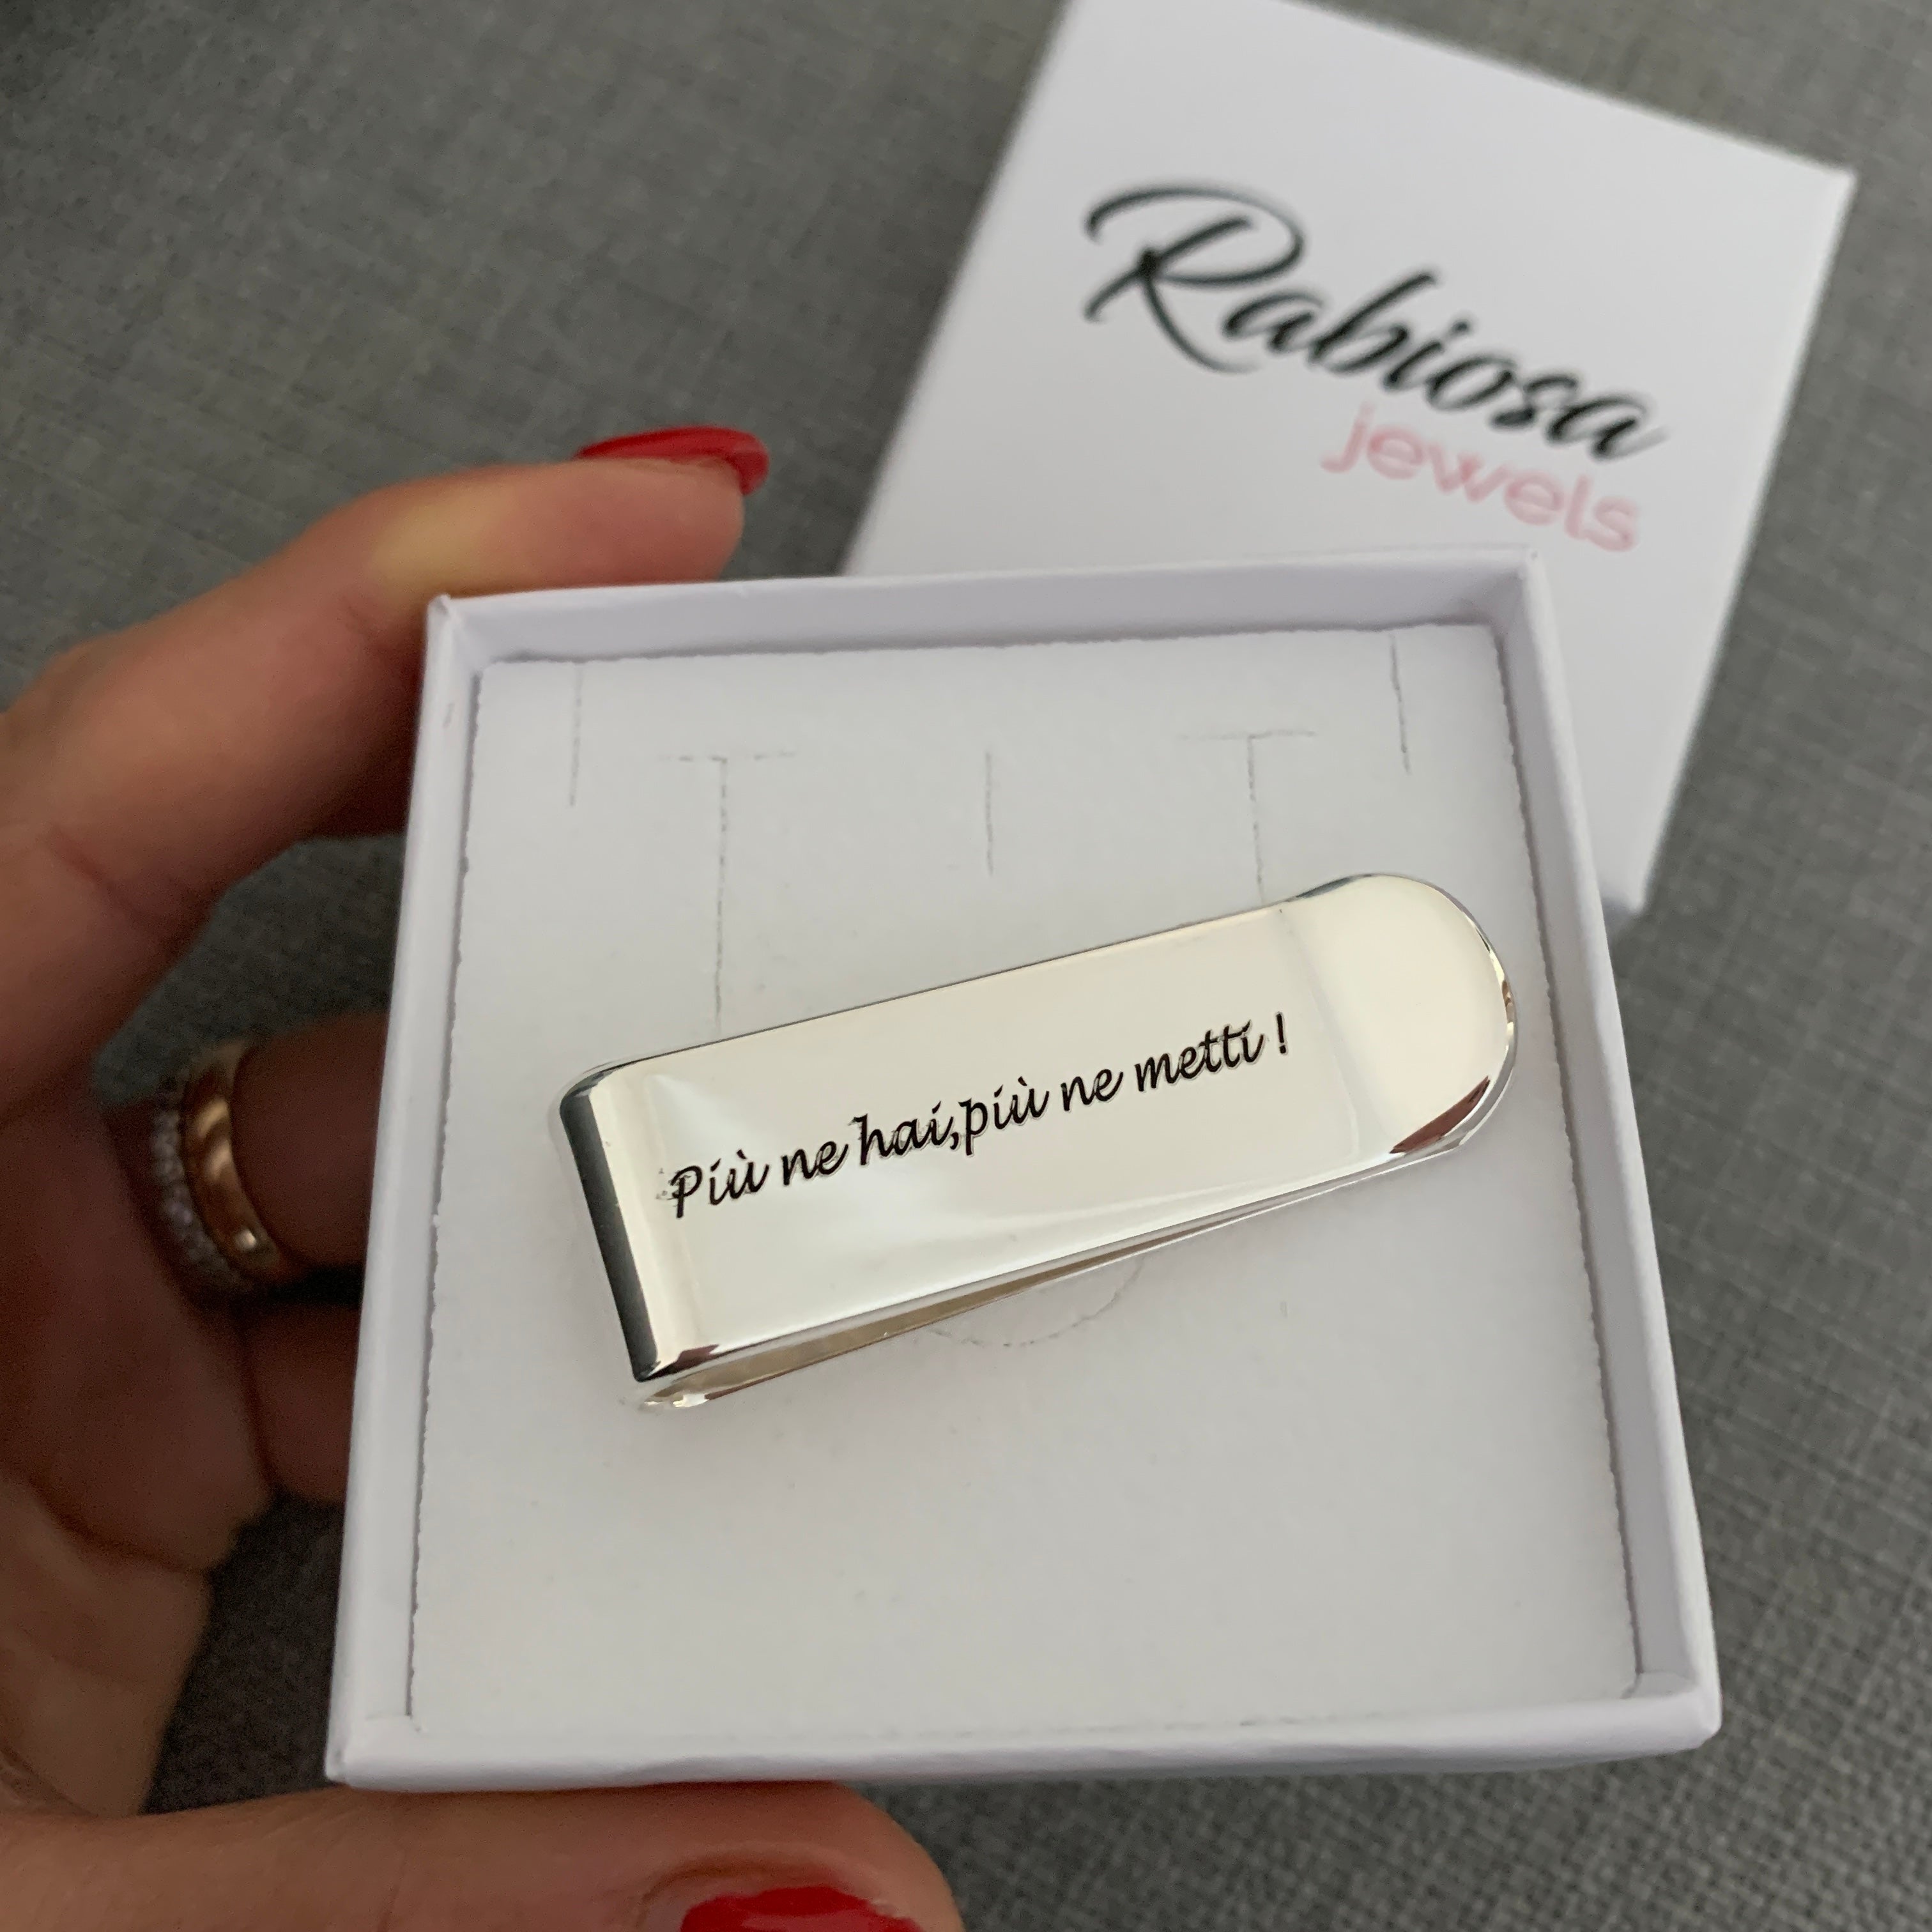 Rabiosa
jewels
Più ne hai,più ne metti !